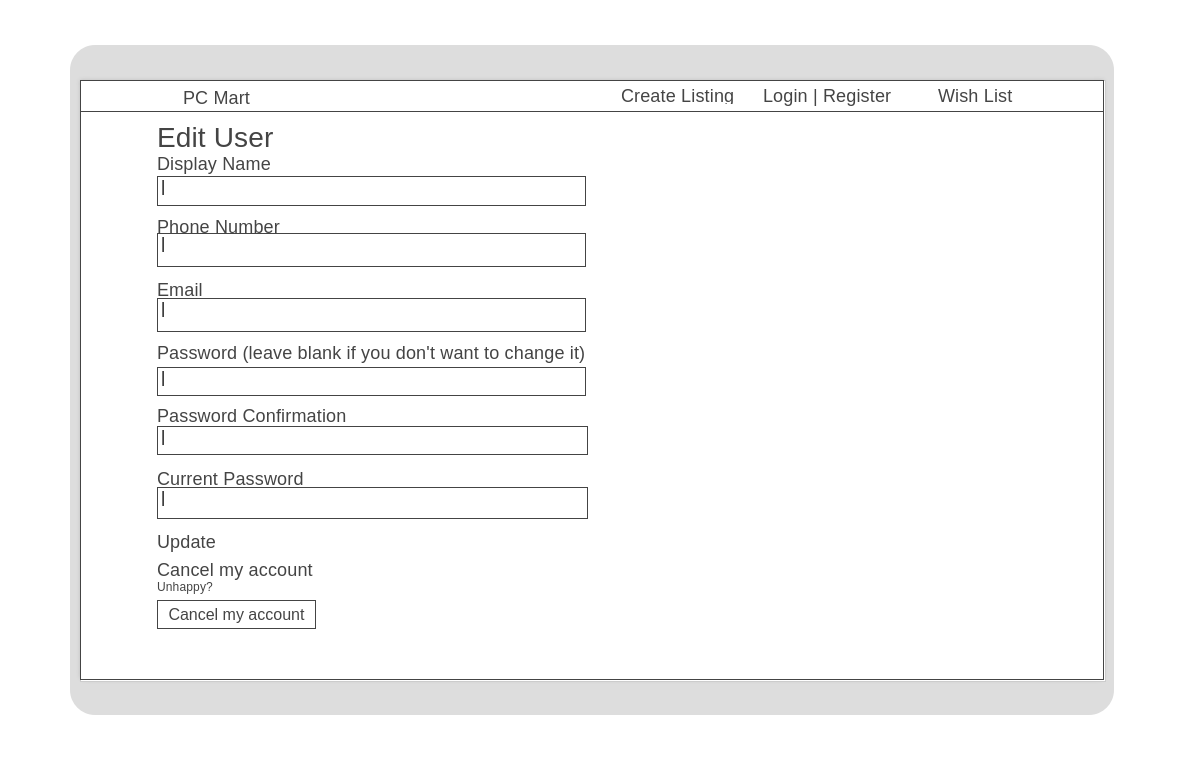 PC Mart Create Listing Login | Register Wish List
Edit User
Display Name
Phone Number
Email
Password (leave blank if you don't want to change it)
Password Confirmation
Current Password
Update
Cancel my account
Unhappy?
Cancel my account